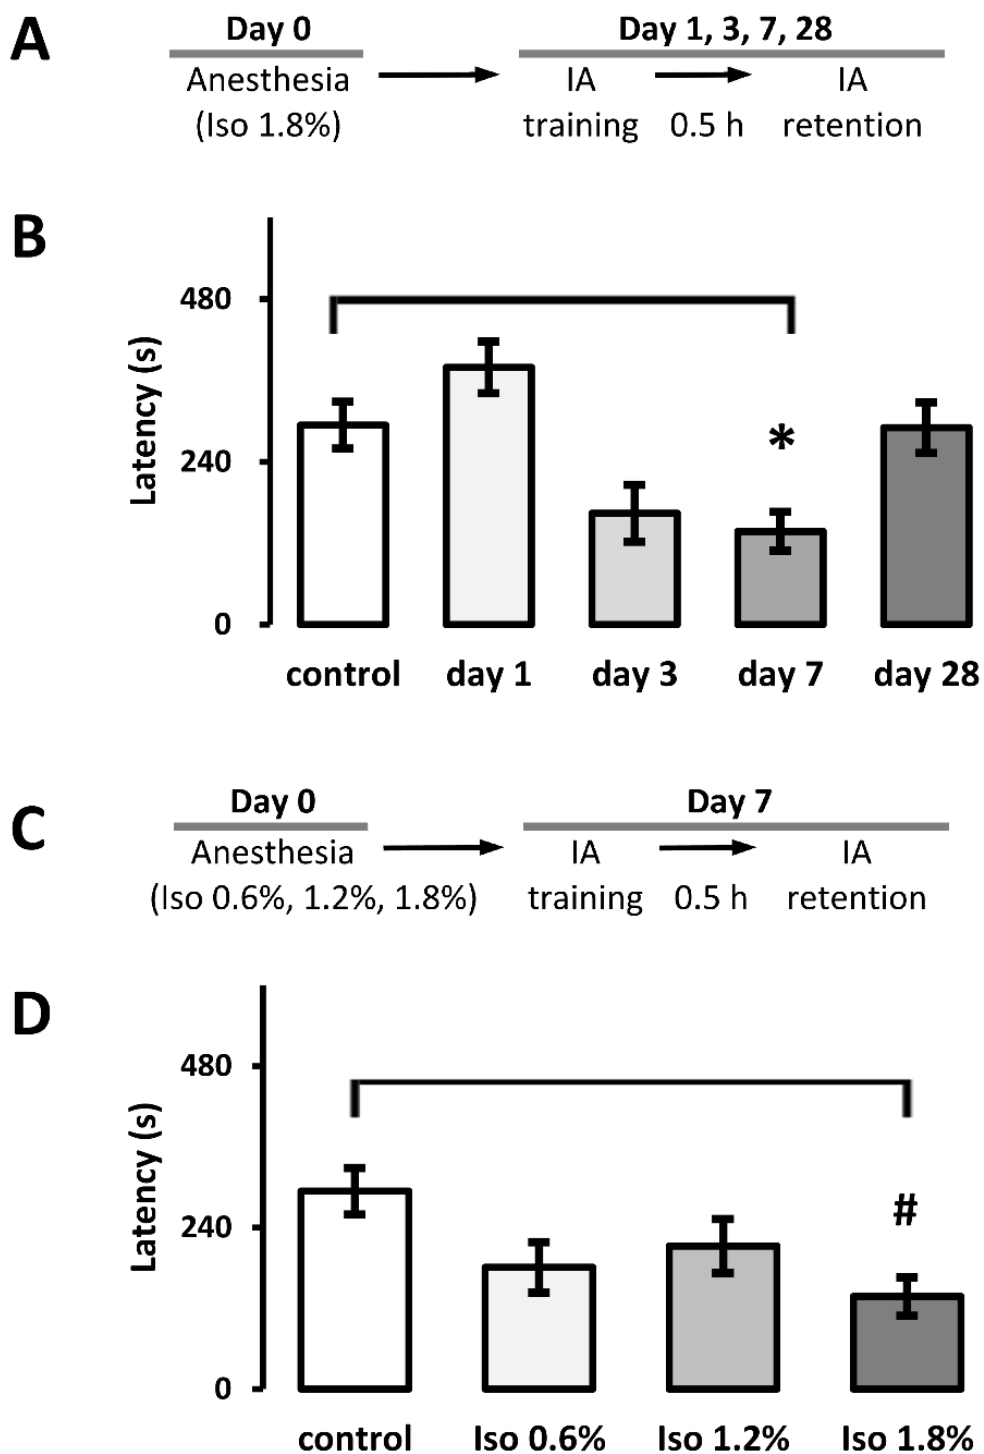 A
Day 0
Day 1, 3, 7, 28
Anesthesia
IA
IA
(Iso 1.8%)
training
0.5 h
retention
B
Latency (s)
480
240
0
*
control
day 1
day 3
day 7
day 28
C
Day 0
Day 7
Anesthesia
IA
IA
(Iso 0.6%, 1.2%, 1.8%)
training
0.5 h
retention
D
Latency (s)
480
240
0
#
control
Iso 0.6%
Iso 1.2%
Iso 1.8%